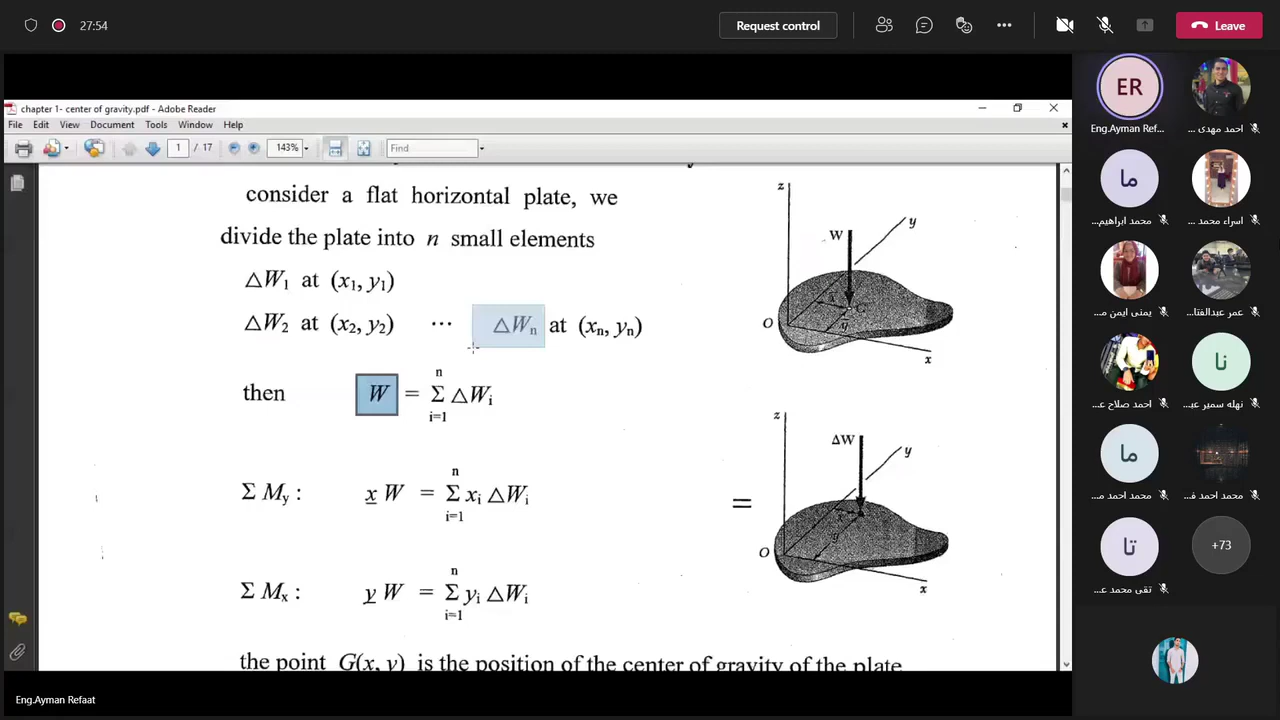 27:54
Request control
Leave
chapter 1- center of gravity.pdf - Adobe Reader
File Edit View Document Tools Window Help
1 / 17 143% Find
consider a flat horizontal plate, we
divide the plate into n small elements
△W₁ at (x₁, y₁)
△W₂ at (x₂, y₂) ... △Wₙ at (xₙ, yₙ)
then W = Σ △Wᵢ
n
i=1
Σ M_y : x W = Σ xᵢ △Wᵢ
n
i=1
Σ Mₓ : y W = Σ yᵢ △Wᵢ
n
i=1
the point G(x, y) is the position of the center of gravity of the plate
z
W
y
G
x
y
O
x
z
ΔW
y
x
y
=
O
x
ER
Eng.Ayman Refa...
احمد مهدى ...
ما
محمد ابراهيم...
اسراء محمد ...
يمنى ايمن م...
عمر عبدالفتا...
احمد صلاح ع...
نا
نهله سمير عبـ...
ما
محمد احمد م...
محمد احمد ف...
تا
تقى محمد ع...
+73
Eng.Ayman Refaat